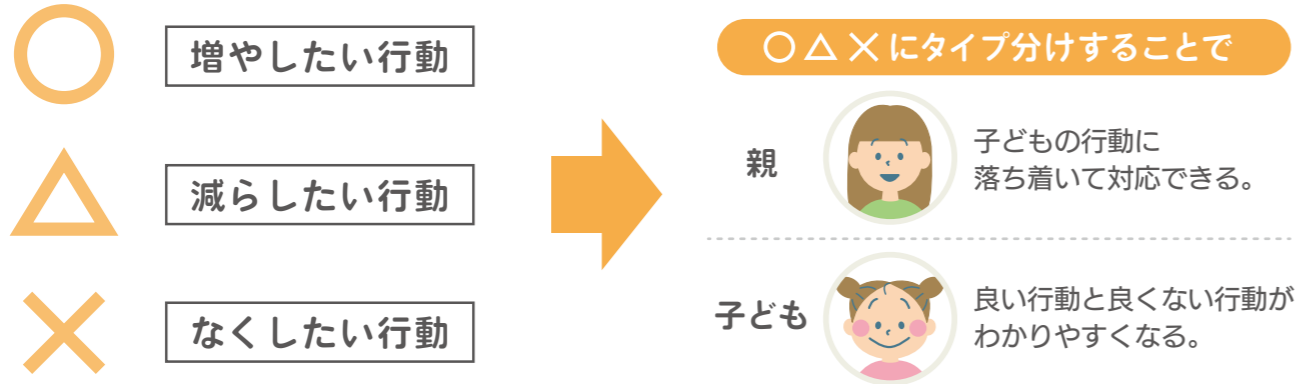 増やしたい行動
減らしたい行動
なくしたい行動
○△×にタイプ分けすることで
親
子どもの行動に
落ち着いて対応できる。
子ども
良い行動と良くない行動が
わかりやすくなる。